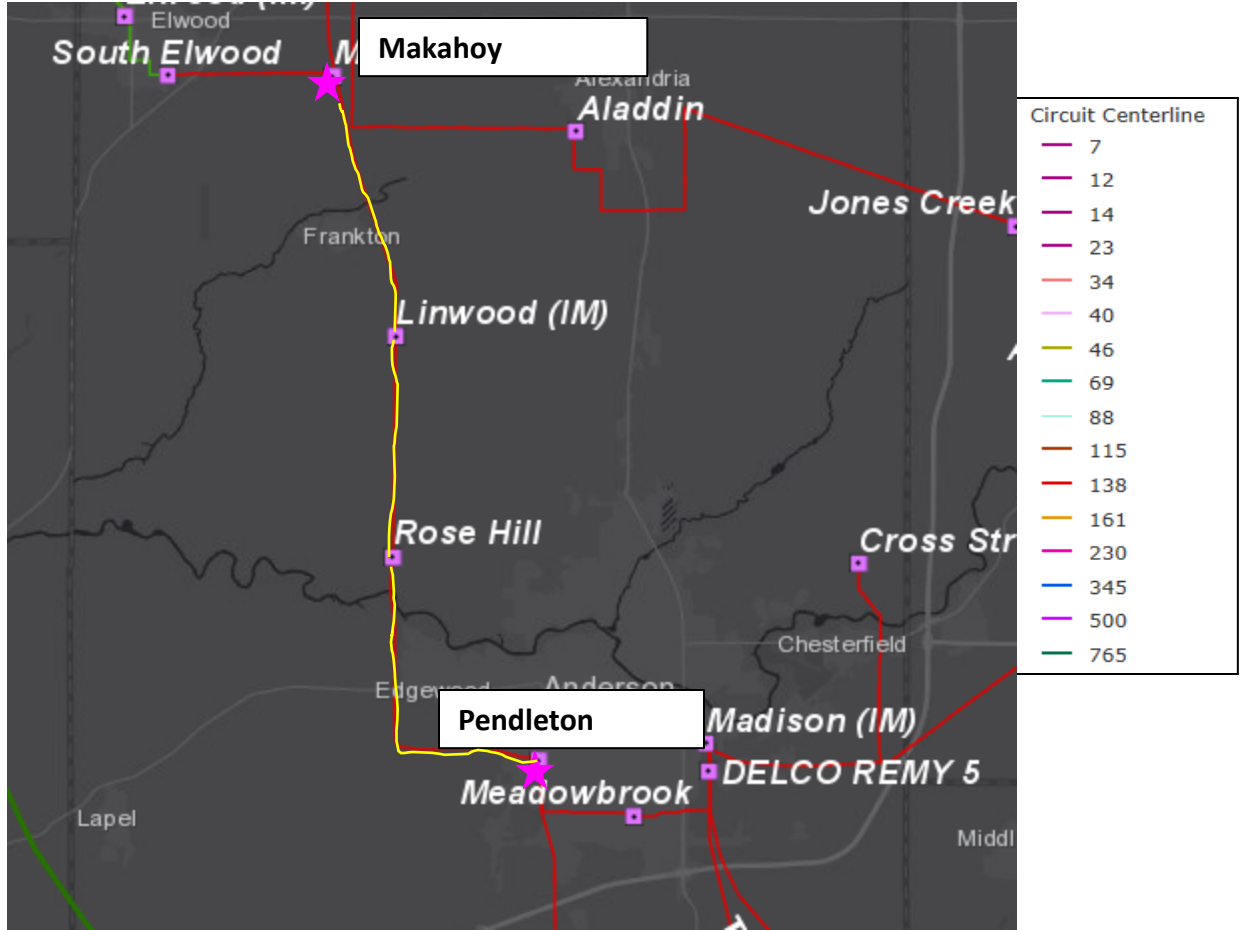 Elwood
South Elwood
Makahoy
Alexandria
Aladdin
Jones Creek
Frankton
Linwood (IM)
Rose Hill
Cross Str
Chesterfield
Anderson
Pendleton
Madison (IM)
DELCO REMY 5
Meadowbrook
Lapel
Middl
Circuit Centerline
7
12
14
23
34
40
46
69
88
115
138
161
230
345
500
765